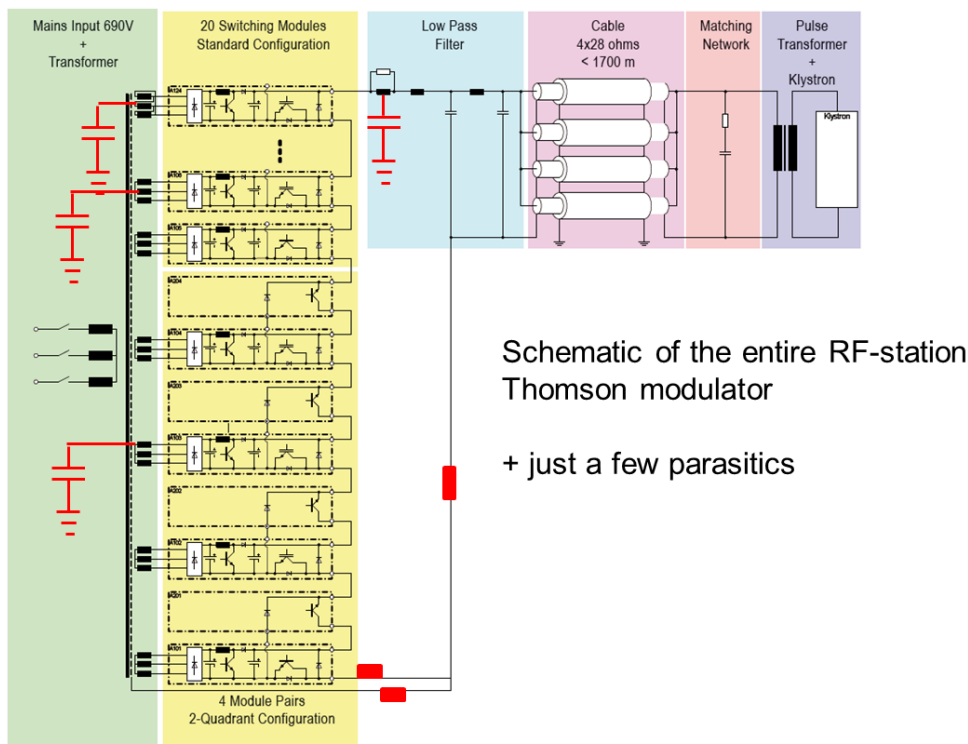 Mains Input 690V
+
Transformer
20 Switching Modules
Standard Configuration
Low Pass
Filter
Cable
4x28 ohms
< 1700 m
Matching
Network
Pulse
Transformer
+
Klystron
Klystron
Schematic of the entire RF-station
Thomson modulator
+ just a few parasitics
4 Module Pairs
2-Quadrant Configuration